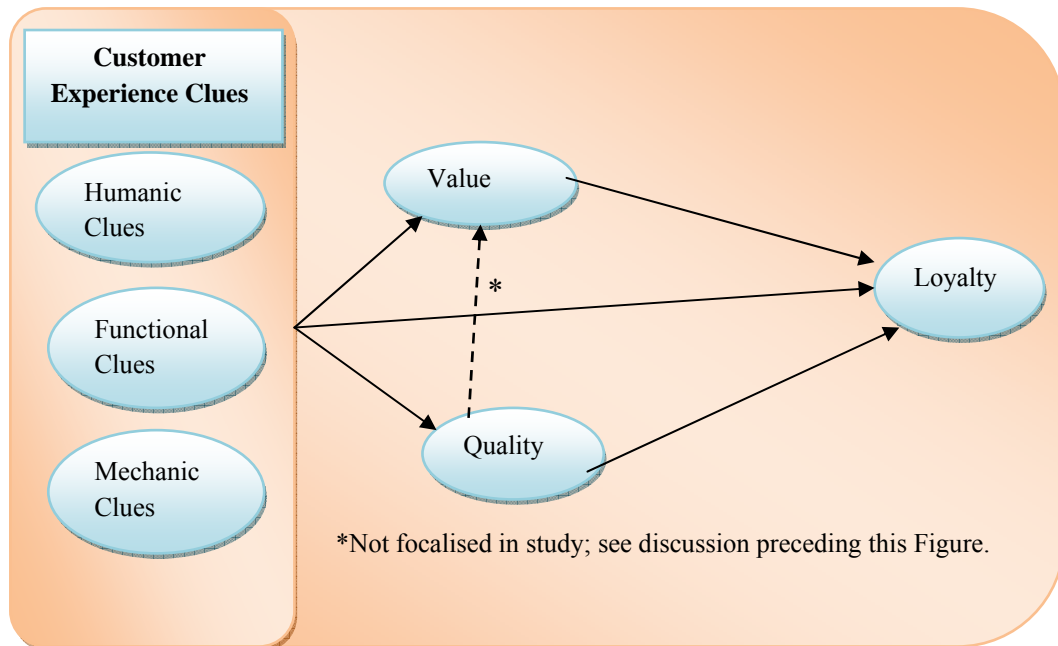 Customer
Experience Clues
Humanic
Clues
Functional
Clues
Mechanic
Clues
Value
*
Quality
Loyalty
*Not focalised in study; see discussion preceding this Figure.